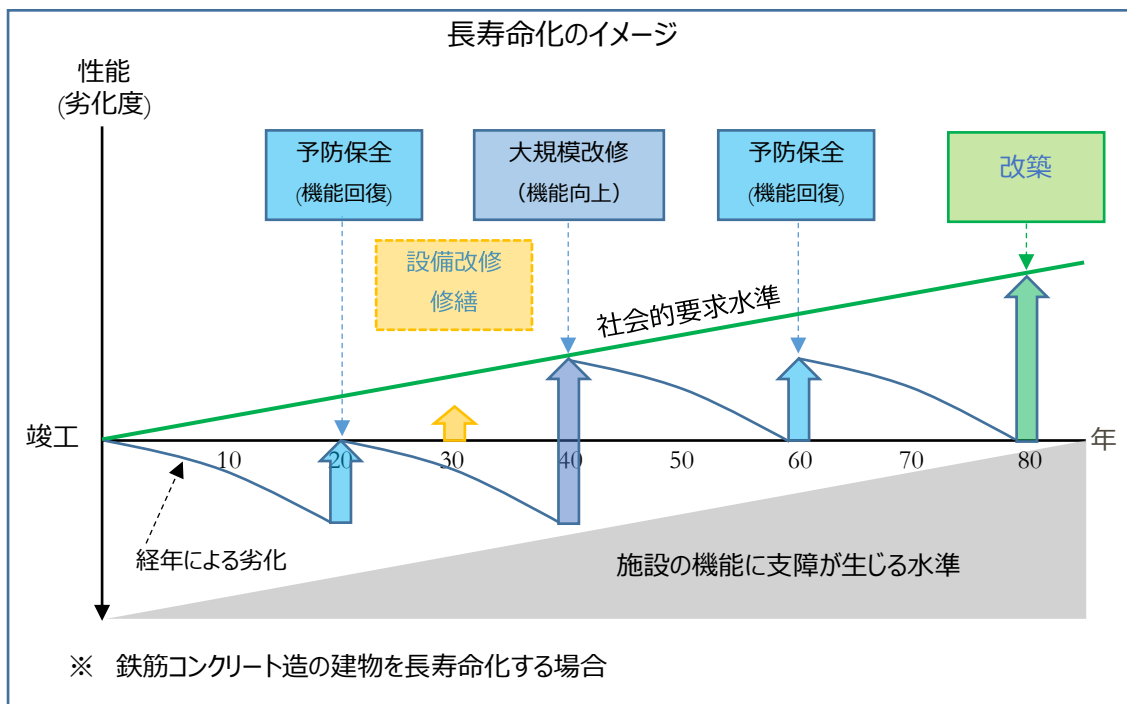 長寿命化のイメージ
性能
(劣化度)
予防保全
(機能回復)
大規模改修
（機能向上）
予防保全
(機能回復)
改築
設備改修
修繕
社会的要求水準
竣工
10
20
30
40
50
60
70
80
年
経年による劣化
施設の機能に支障が生じる水準
※ 鉄筋コンクリート造の建物を長寿命化する場合